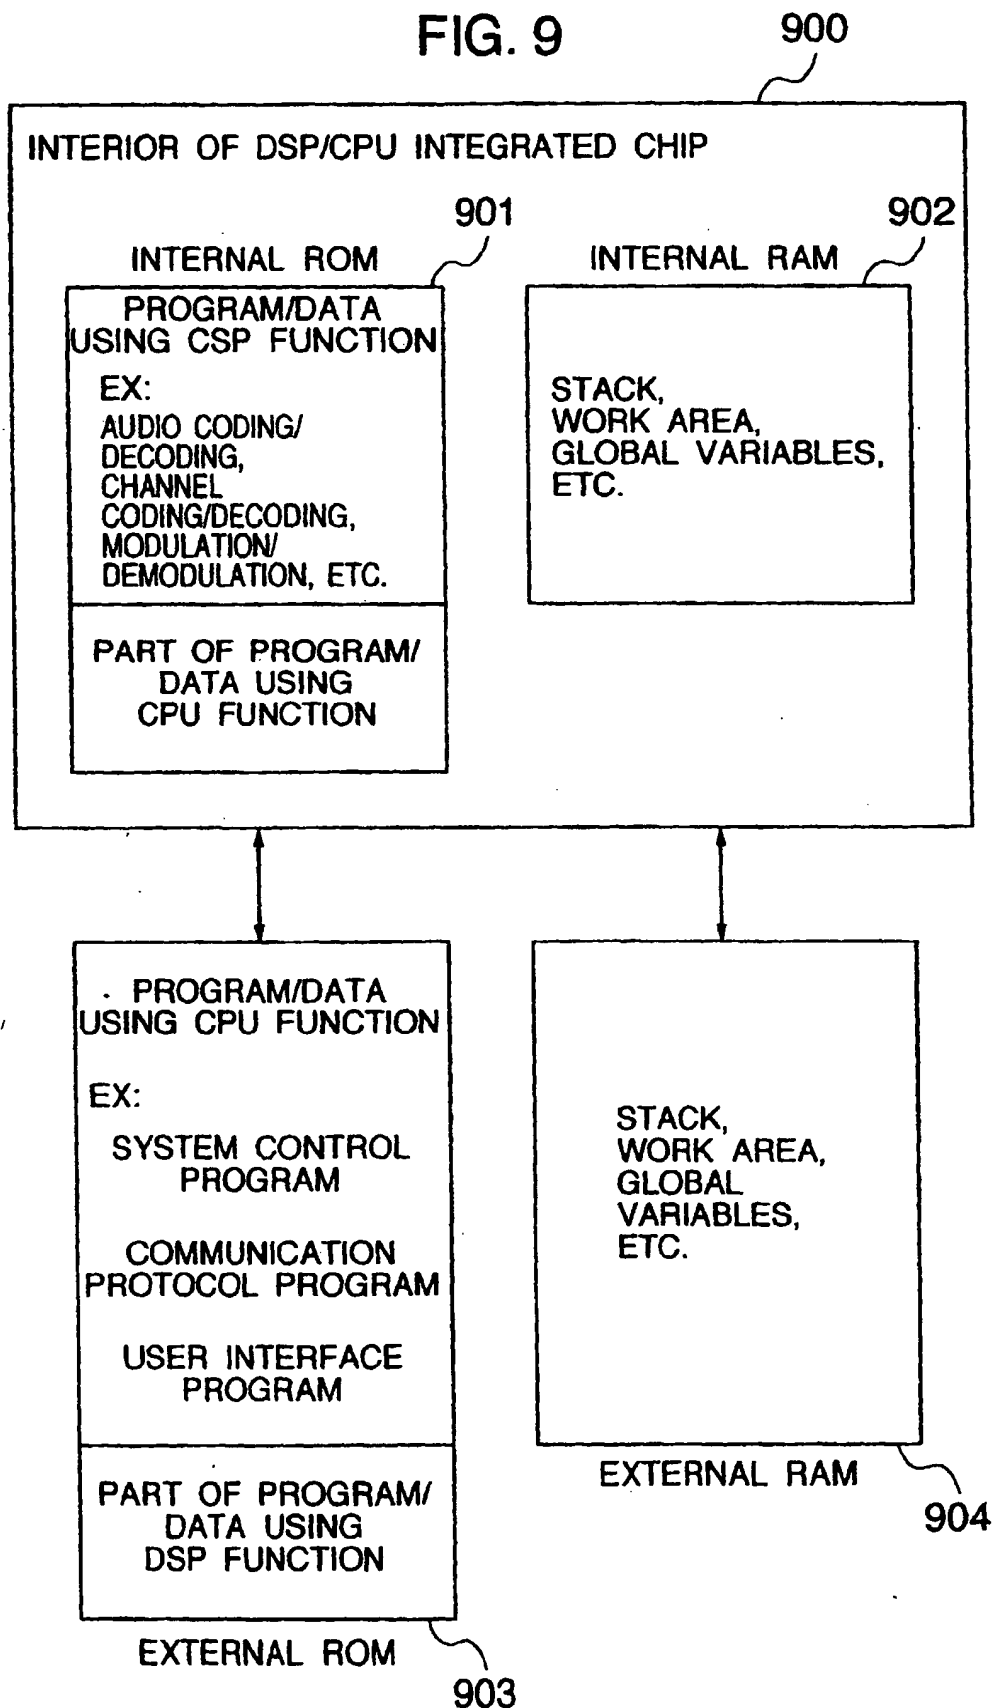 FIG. 9
900
INTERIOR OF DSP/CPU INTEGRATED CHIP
901
INTERNAL ROM
PROGRAM/DATA
USING CSP FUNCTION
EX:
AUDIO CODING/
DECODING,
CHANNEL
CODING/DECODING,
MODULATION/
DEMODULATION, ETC.
PART OF PROGRAM/
DATA USING
CPU FUNCTION
902
INTERNAL RAM
STACK,
WORK AREA,
GLOBAL VARIABLES,
ETC.
PROGRAM/DATA
USING CPU FUNCTION
EX:
SYSTEM CONTROL
PROGRAM
COMMUNICATION
PROTOCOL PROGRAM
USER INTERFACE
PROGRAM
PART OF PROGRAM/
DATA USING
DSP FUNCTION
EXTERNAL ROM
903
STACK,
WORK AREA,
GLOBAL
VARIABLES,
ETC.
EXTERNAL RAM
904